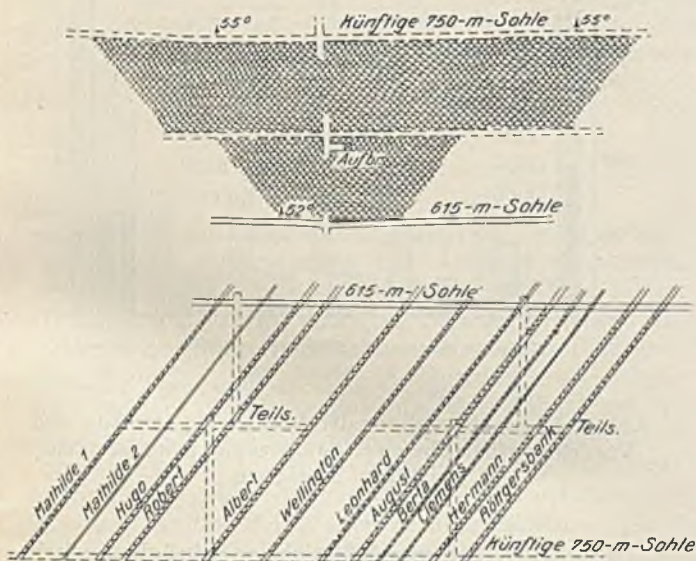 55° Künftige 750-m-Sohle 55°
Aufbr.
52° 615-m-Sohle
615-m-Sohle
Teils.
Teils.
Mathilde 1
Mathilde 2
Hugo
Robert
Albert
Wellington
Leonhard
August
Berta
Clemens
Hermann
Röttgersbank
Künftige 750-m-Sohle